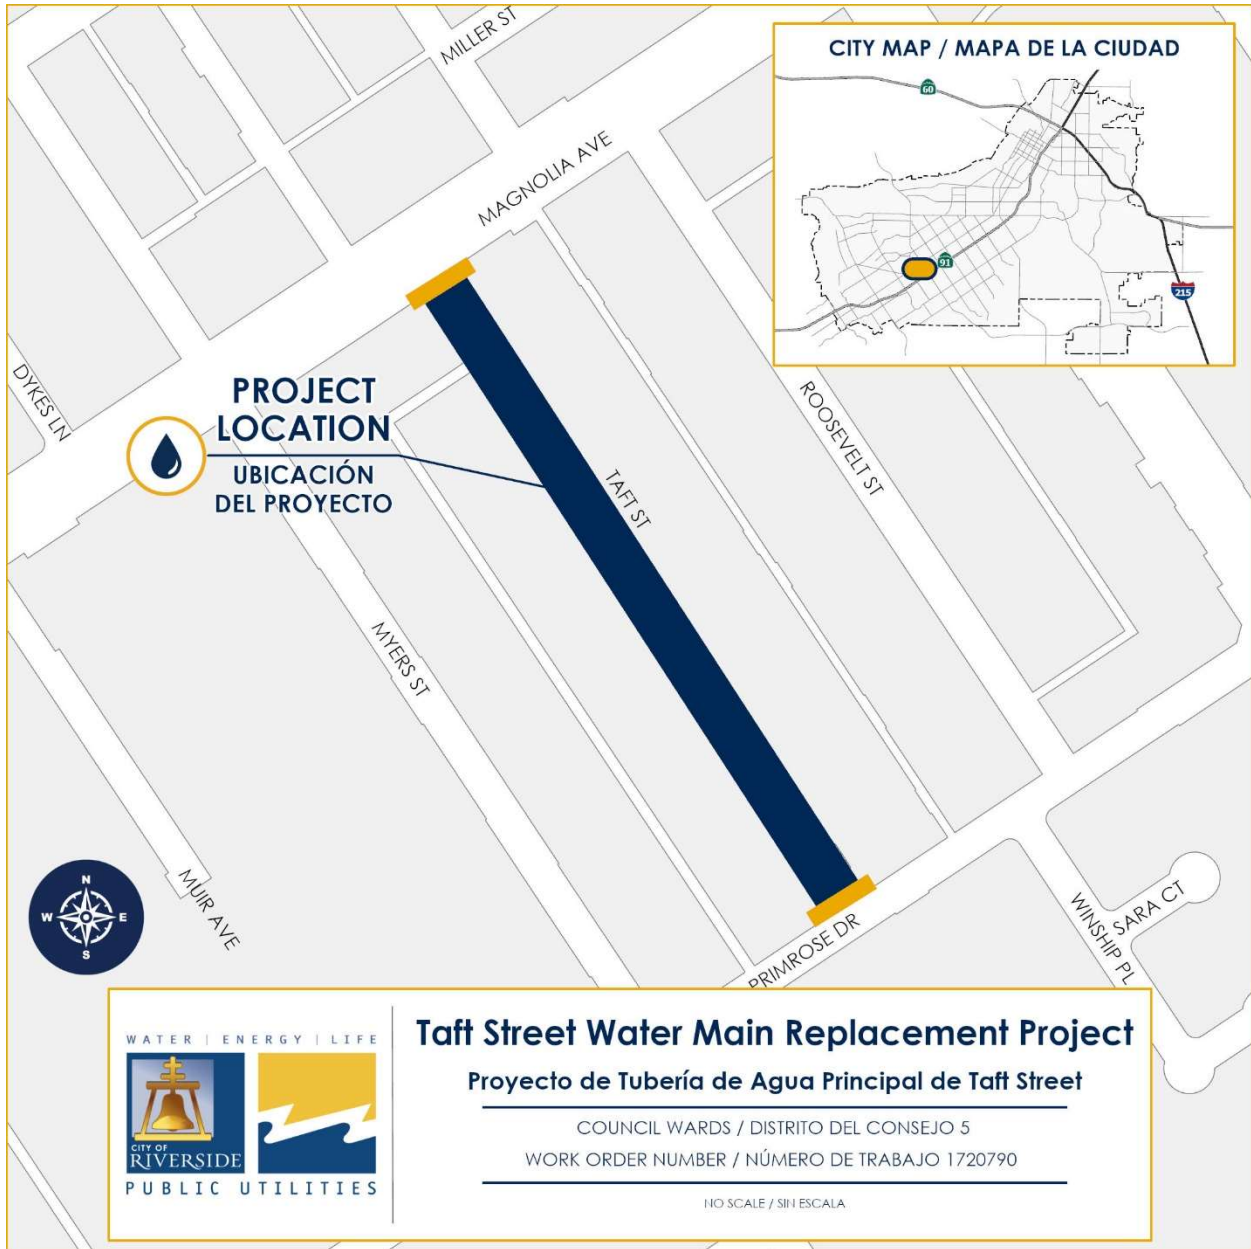 MILLER ST
CITY MAP / MAPA DE LA CIUDAD
60
91
215
MAGNOLIA AVE
DYKES LN
PROJECT
LOCATION
UBICACIÓN
DEL PROYECTO
TAFT ST
ROOSEVELT ST
MYERS ST
MUIR AVE
N
W
E
S
PRIMROSE DR
WINSHIP PL
SARA CT
WATER | ENERGY | LIFE
CITY OF
RIVERSIDE
PUBLIC UTILITIES
Taft Street Water Main Replacement Project
Proyecto de Tubería de Agua Principal de Taft Street
COUNCIL WARDS / DISTRITO DEL CONSEJO 5
WORK ORDER NUMBER / NÚMERO DE TRABAJO 1720790
NO SCALE / SIN ESCALA